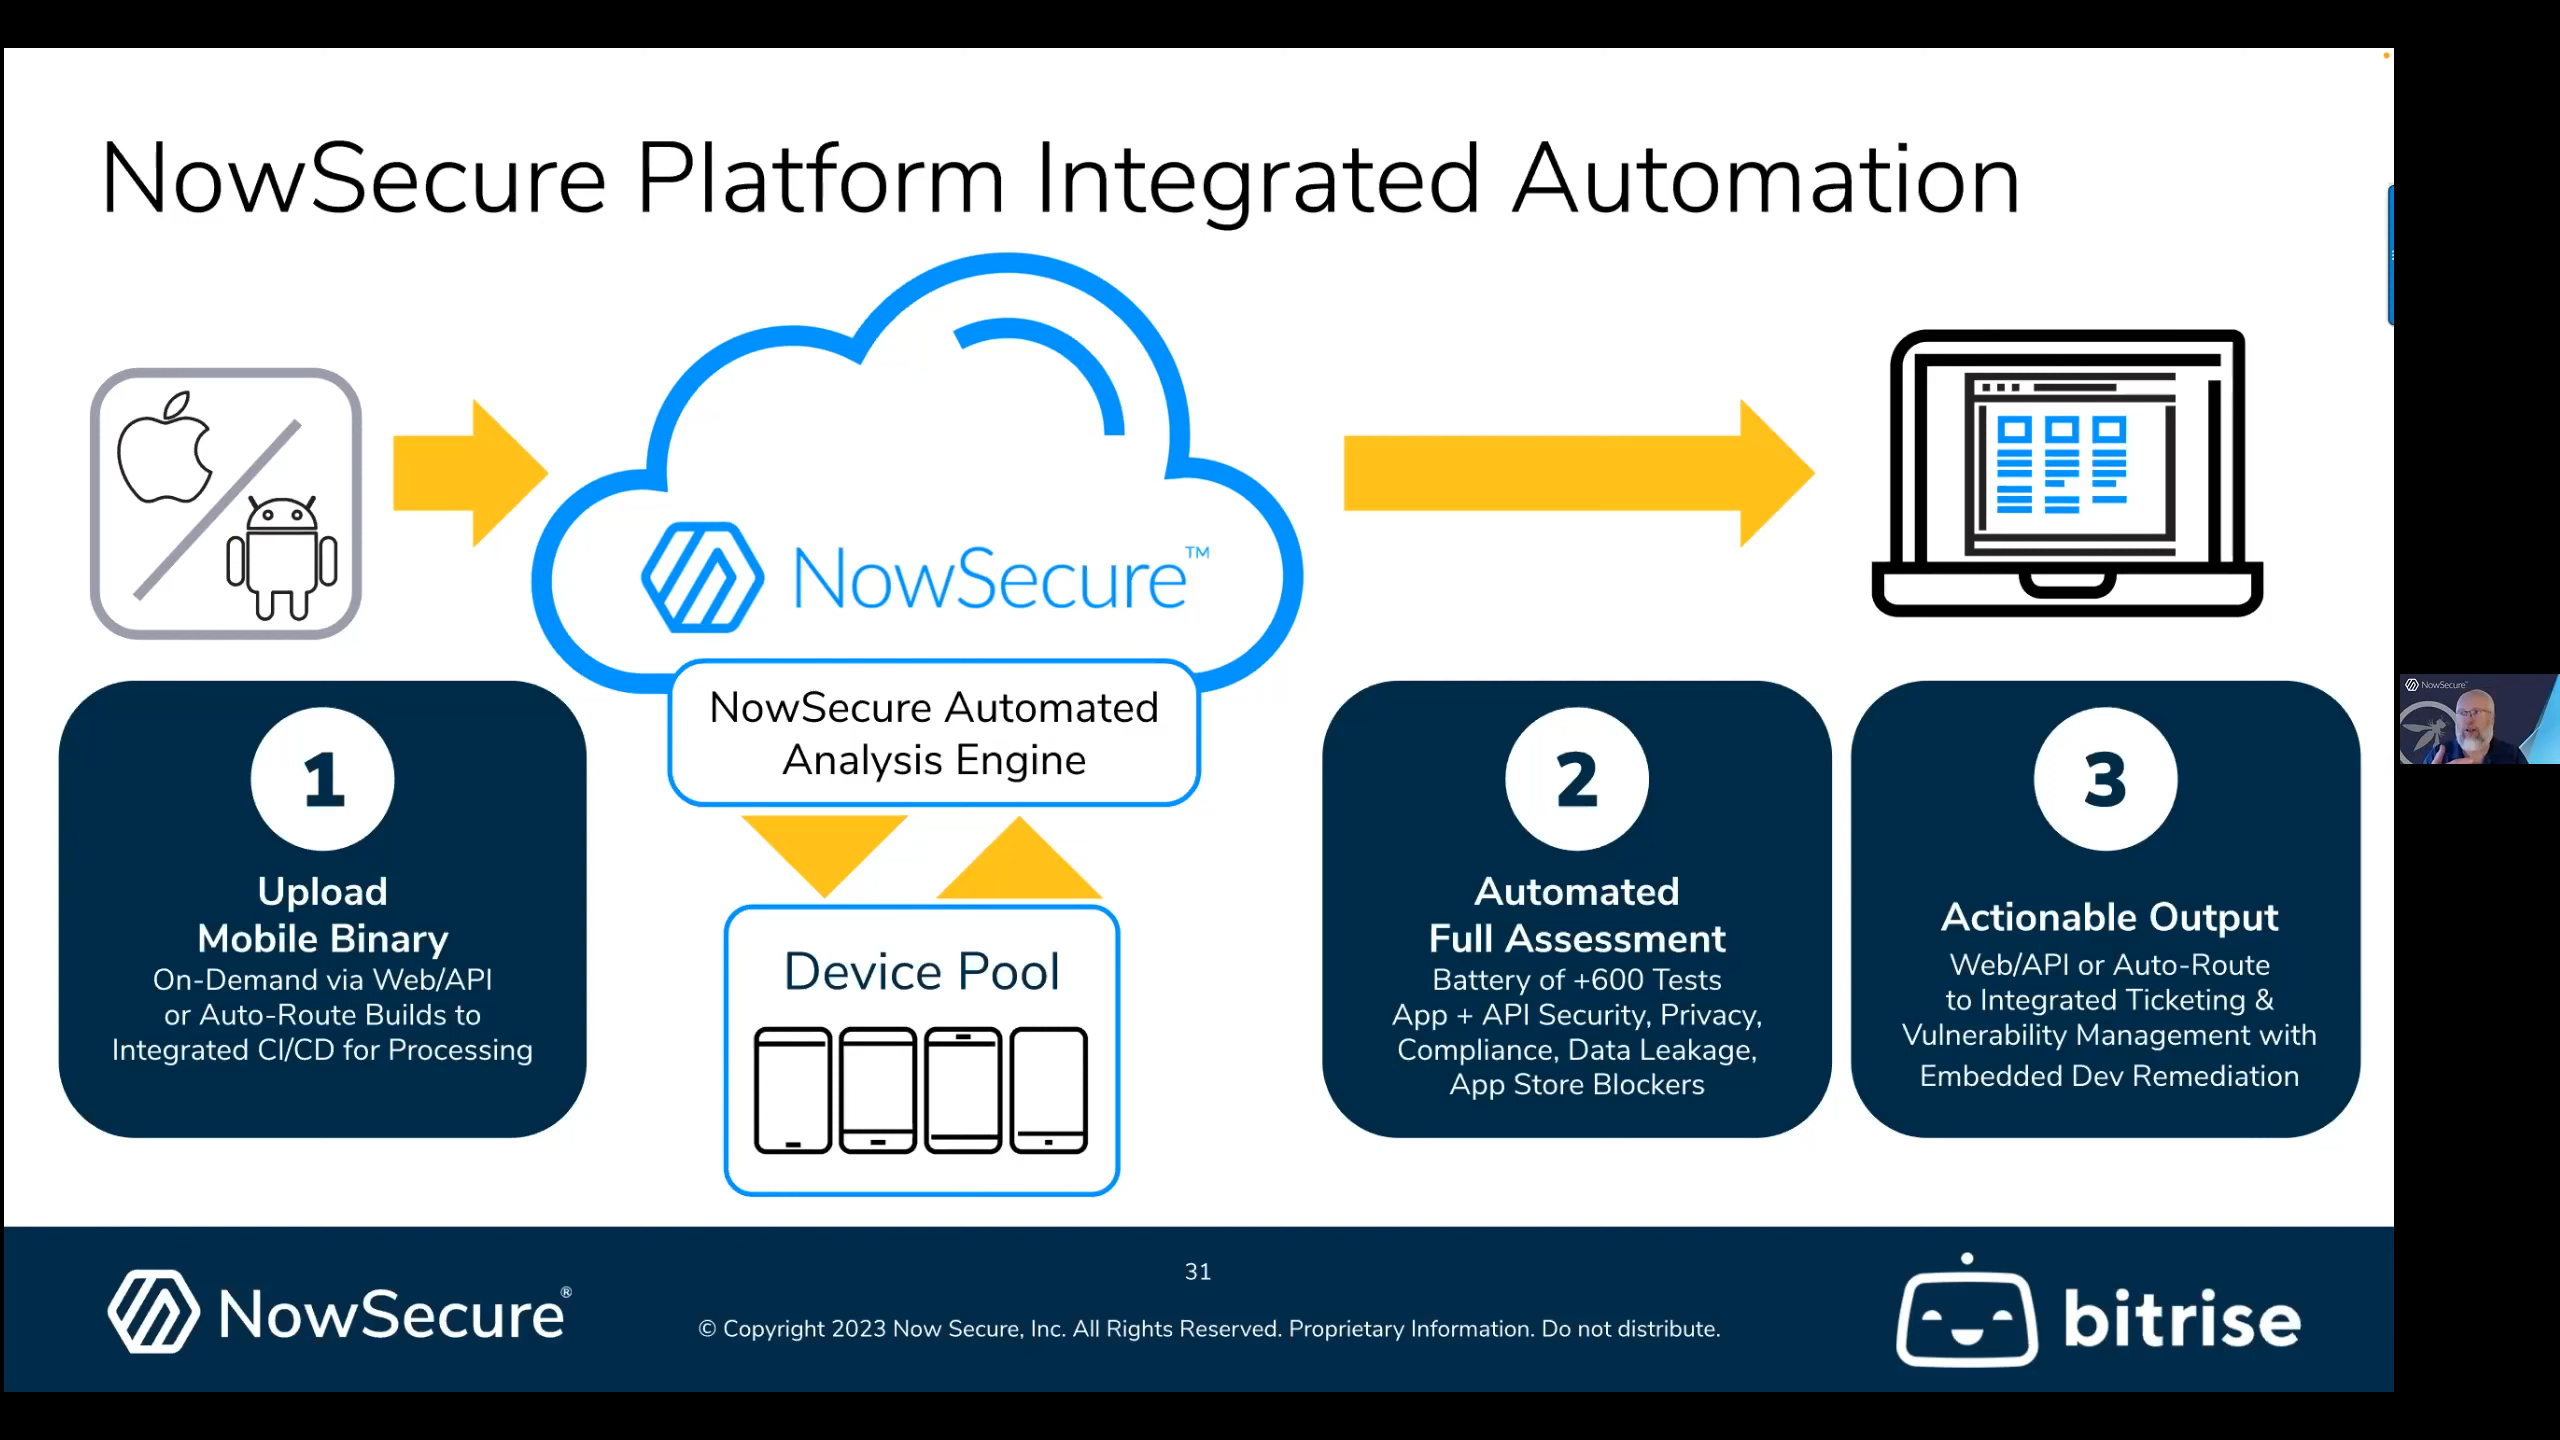 NowSecure Platform Integrated Automation
NowSecure™
NowSecure Automated
Analysis Engine
Device Pool
1
Upload
Mobile Binary
On-Demand via Web/API
or Auto-Route Builds to
Integrated CI/CD for Processing
2
Automated
Full Assessment
Battery of +600 Tests
App + API Security, Privacy,
Compliance, Data Leakage,
App Store Blockers
3
Actionable Output
Web/API or Auto-Route
to Integrated Ticketing &
Vulnerability Management with
Embedded Dev Remediation
NowSecure
NowSecure®
31
© Copyright 2023 Now Secure, Inc. All Rights Reserved. Proprietary Information. Do not distribute.
bitrise